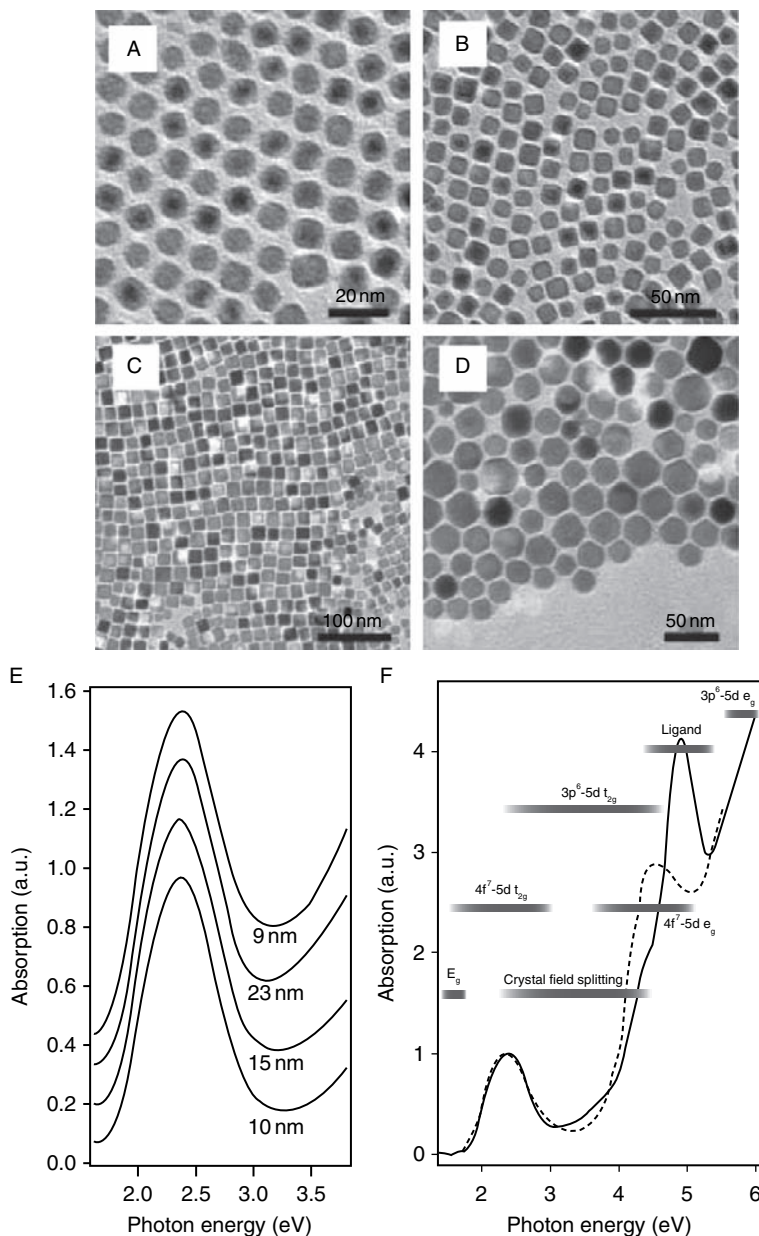 A
20 nm
B
50 nm
C
100 nm
D
50 nm
E
1.6
1.4
1.2
1.0
0.8
0.6
0.4
0.2
0.0
Absorption (a.u.)
9 nm
23 nm
15 nm
10 nm
2.0 2.5 3.0 3.5
Photon energy (eV)
F
4
3
2
1
0
Absorption (a.u.)
3p⁶-5d e_g
Ligand
3p⁶-5d t₂g
4f⁷-5d t₂g
4f⁷-5d e_g
E_g
Crystal field splitting
2 3 4 5 6
Photon energy (eV)